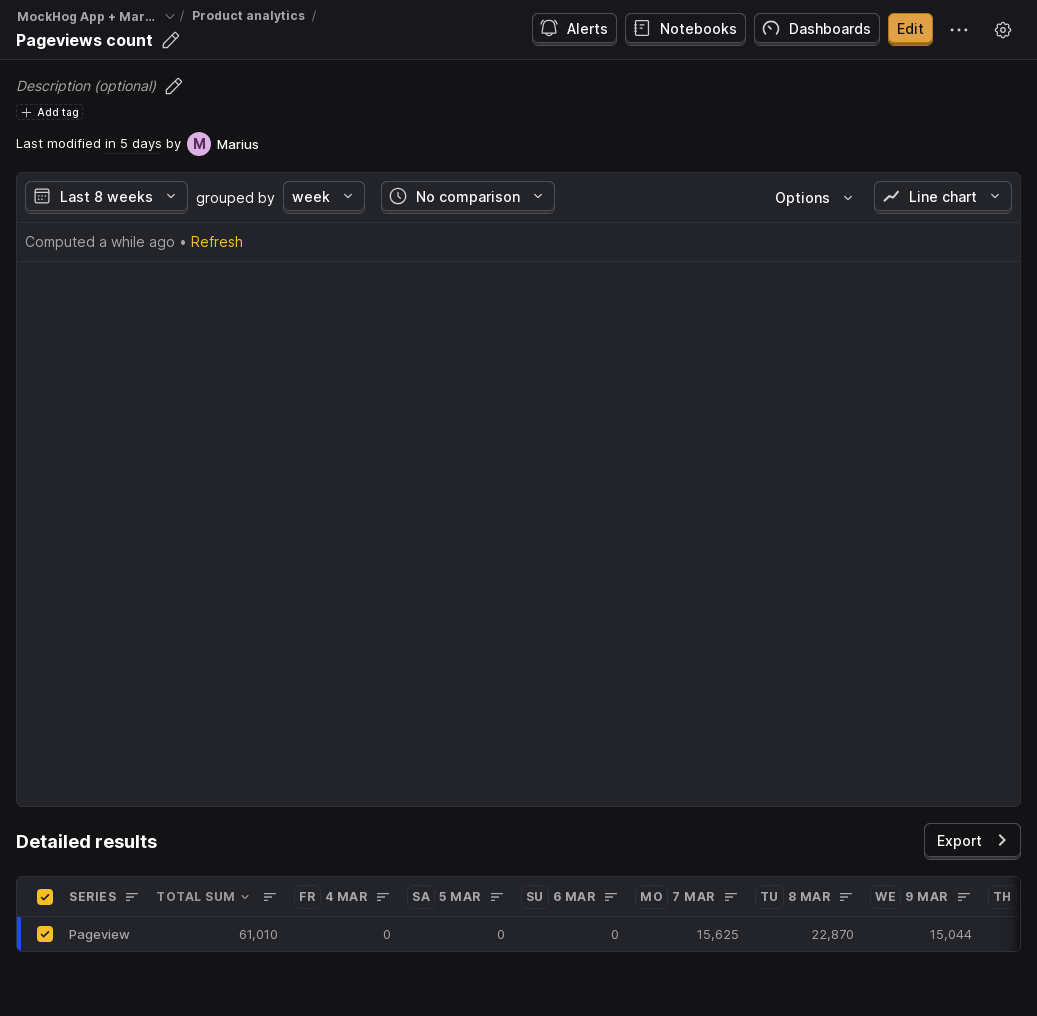 MockHog App + Mar... / Product analytics /
Pageviews count
Alerts Notebooks Dashboards Edit
Description (optional)
Add tag
Last modified in 5 days by M Marius
Last 8 weeks grouped by week No comparison Options Line chart
Computed a while ago • Refresh
Detailed results
Export
SERIES TOTAL SUM FR 4 MAR SA 5 MAR SU 6 MAR MO 7 MAR TU 8 MAR WE 9 MAR TH
Pageview 61,010 0 0 0 15,625 22,870 15,044